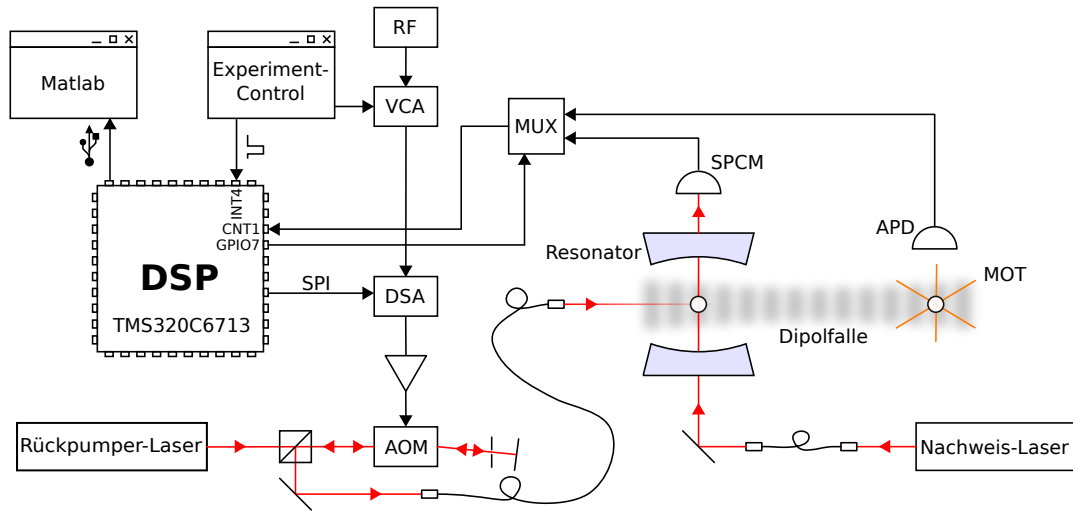 RF
Matlab
Experiment-
Control
VCA
MUX
SPCM
INT4
CNT1
GPIO7
APD
Resonator
DSP
SPI
DSA
MOT
TMS320C6713
Dipolfalle
Rückpumper-Laser
AOM
Nachweis-Laser